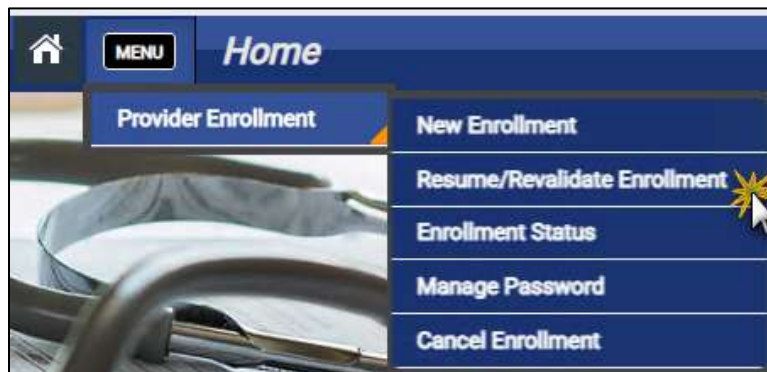 MENU Home
Provider Enrollment
New Enrollment
Resume/Revalidate Enrollment
Enrollment Status
Manage Password
Cancel Enrollment